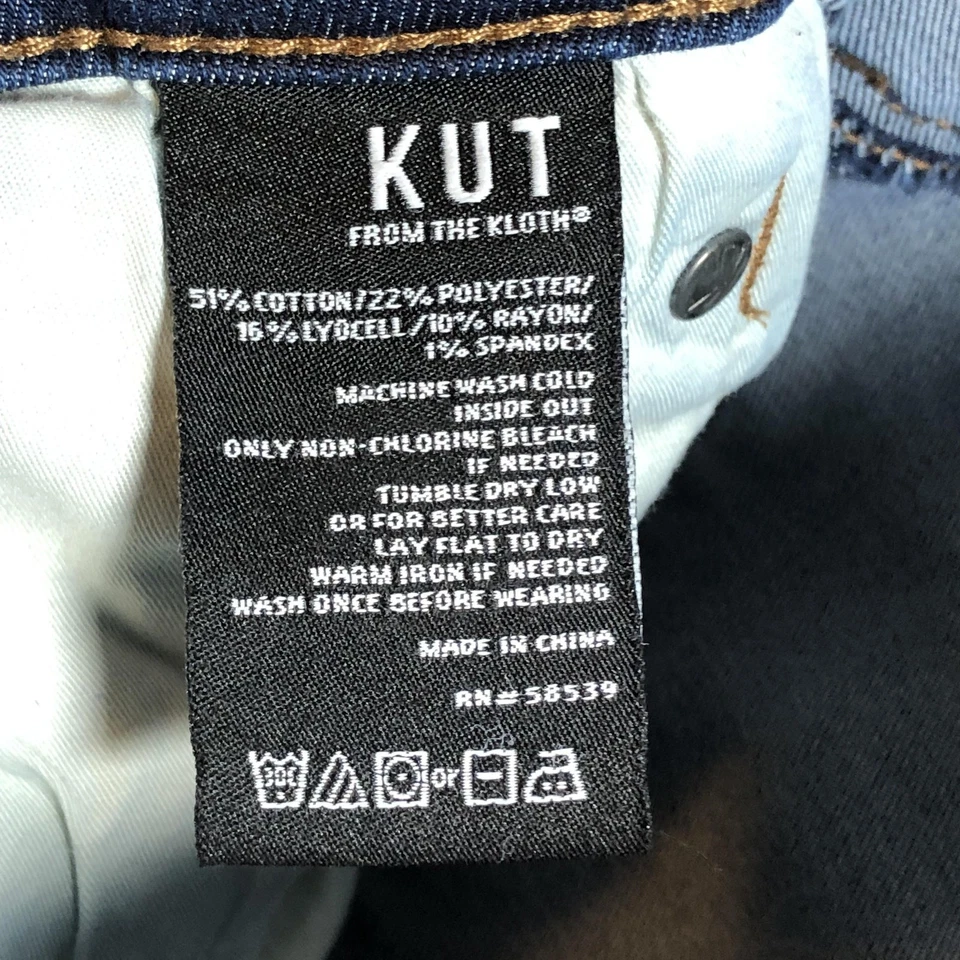 KUT
FROM THE KLOTH®
51% COTTON/22% POLYESTER/
16% LYOCELL/10% RAYON/
1% SPANDEX
MACHINE WASH COLD
INSIDE OUT
ONLY NON-CHLORINE BLEACH
IF NEEDED
TUMBLE DRY LOW
OR FOR BETTER CARE
LAY FLAT TO DRY
WARM IRON IF NEEDED
WASH ONCE BEFORE WEARING
MADE IN CHINA
RN#58539
30C or